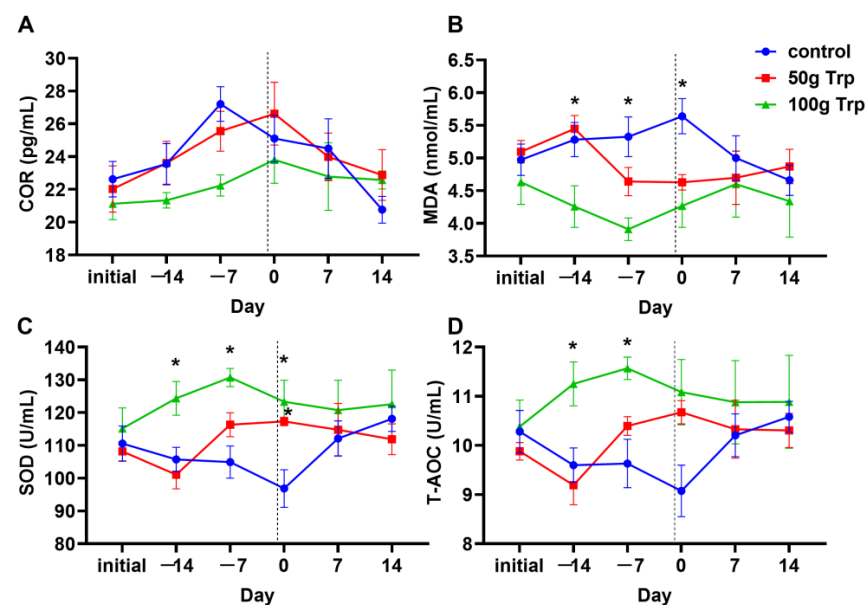 A
COR (pg/mL)
30
28
26
24
22
20
18
initial
−14
−7
0
7
14
Day
B
MDA (nmol/mL)
6.5
6.0
5.5
5.0
4.5
4.0
3.5
* * *
initial
−14
−7
0
7
14
Day
control
50g Trp
100g Trp
C
SOD (U/mL)
140
130
120
110
100
90
80
* * *
*
initial
−14
−7
0
7
14
Day
D
T-AOC (U/mL)
12
11
10
9
8
* *
initial
−14
−7
0
7
14
Day